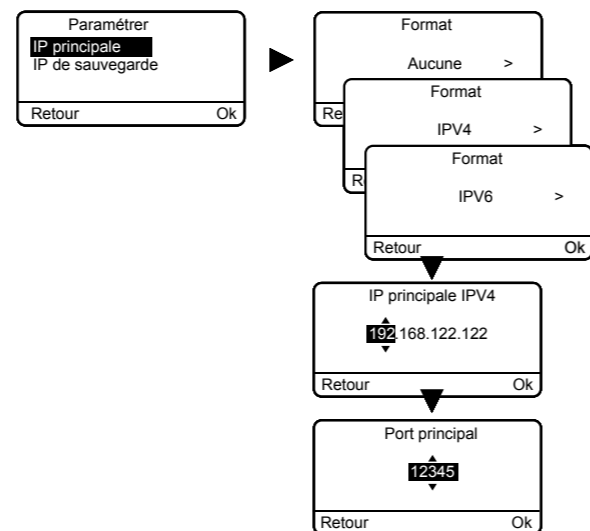 Paramétrer
IP principale
IP de sauvegarde
Retour Ok
Format
Aucune >
Re
Format
IPV4 >
R
Format
IPV6 >
Retour Ok
IP principale IPV4
192.168.122.122
Retour Ok
Port principal
12345
Retour Ok